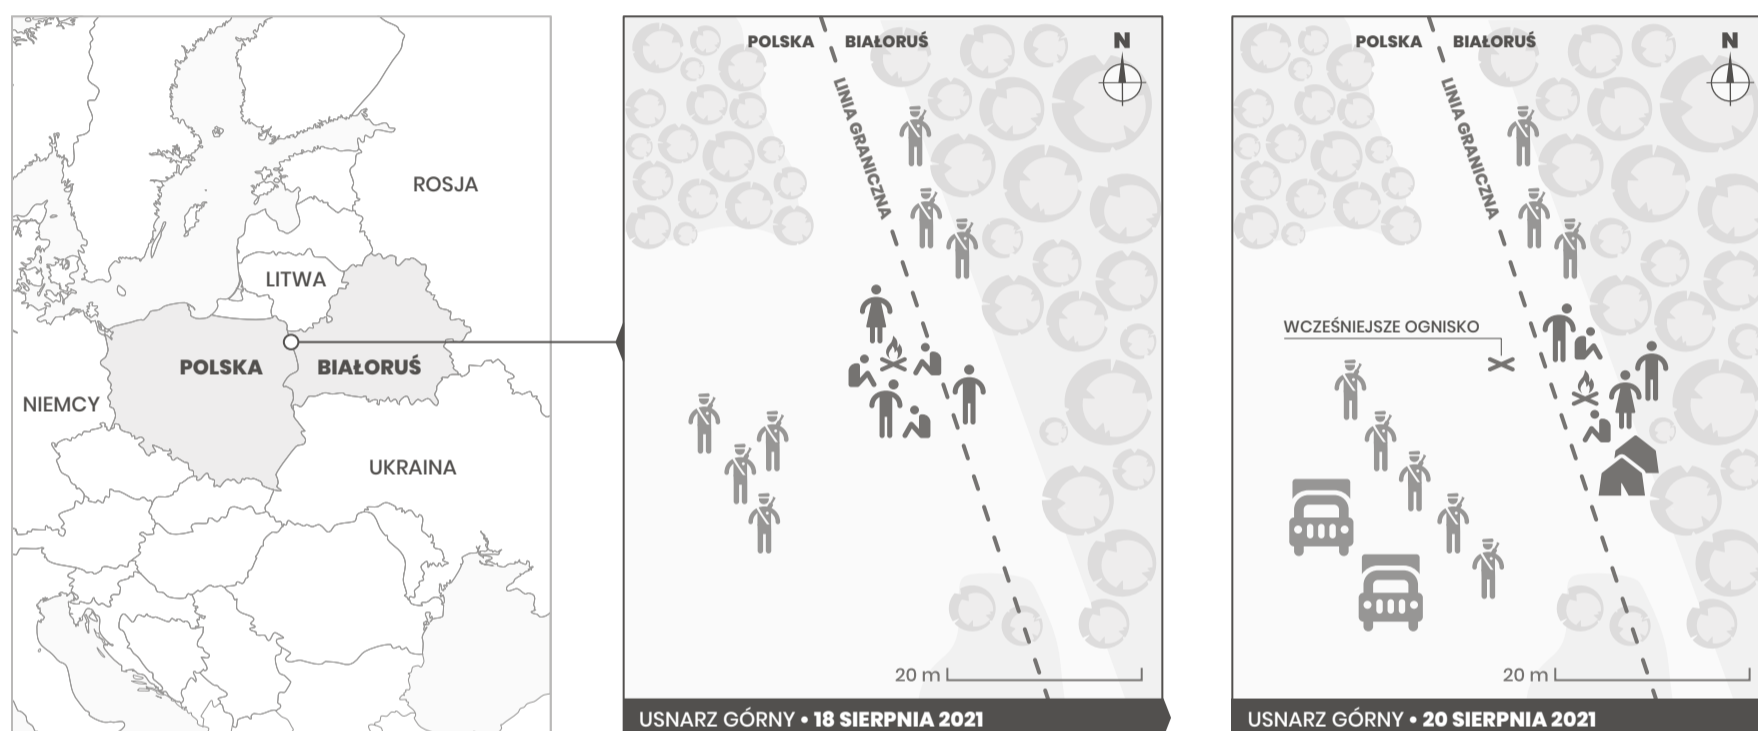 ROSJA
LITWA
POLSKA
BIAŁORUŚ
NIEMCY
UKRAINA
POLSKA
BIAŁORUŚ
N
LINIA GRANICZNA
20 m
USNARZ GÓRNY • 18 SIERPNIA 2021
POLSKA
BIAŁORUŚ
N
LINIA GRANICZNA
WCZEŚNIEJSZE OGNISKO
20 m
USNARZ GÓRNY • 20 SIERPNIA 2021